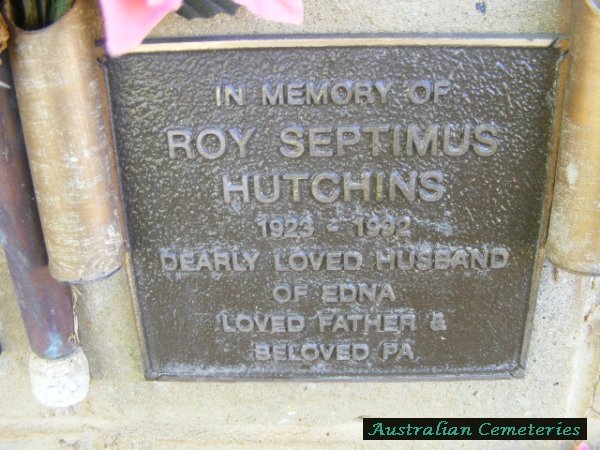 IN MEMORY OF
ROY SEPTIMUS
HUTCHINS
1923 - 1992
DEARLY LOVED HUSBAND
OF EDNA
LOVED FATHER &
BELOVED PA
Australian Cemeteries